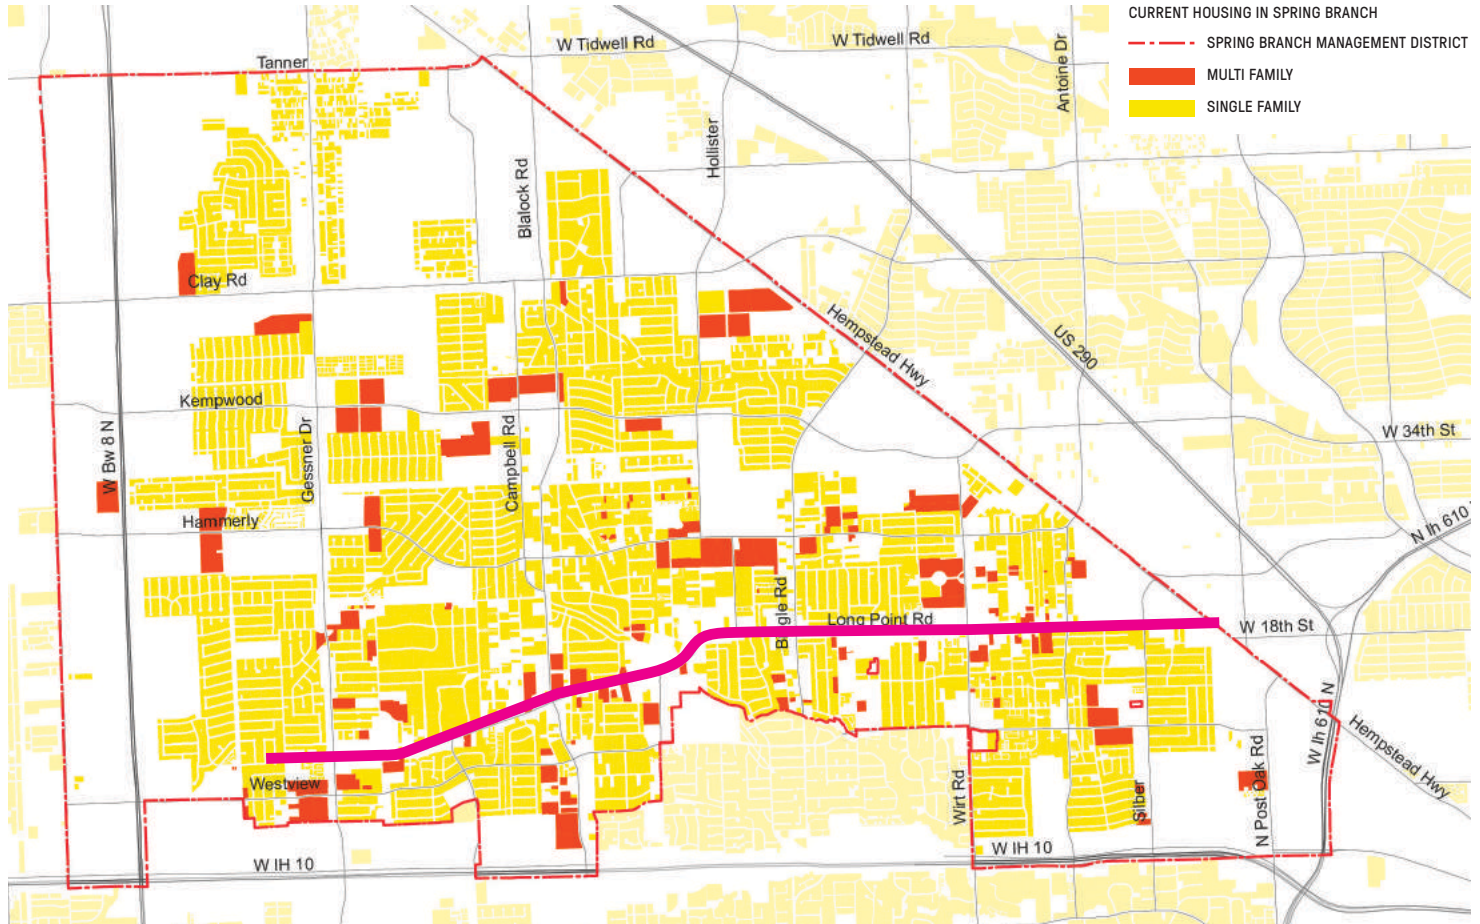 CURRENT HOUSING IN SPRING BRANCH
SPRING BRANCH MANAGEMENT DISTRICT
MULTI FAMILY
SINGLE FAMILY
Tanner
W Tidwell Rd
W Tidwell Rd
Antoine Dr
Hollister
Blalock Rd
Clay Rd
Hempstead Hwy
US 290
Kempwood
Gessner Dr
Campbell Rd
W 34th St
W Bw 8 N
Hammerly
N Ih 610
Long Point Rd
W 18th St
W Ih 610 N
Hempstead Hwy
Westview
Wirt Rd
Silber
N Post Oak Rd
W IH 10
W IH 10